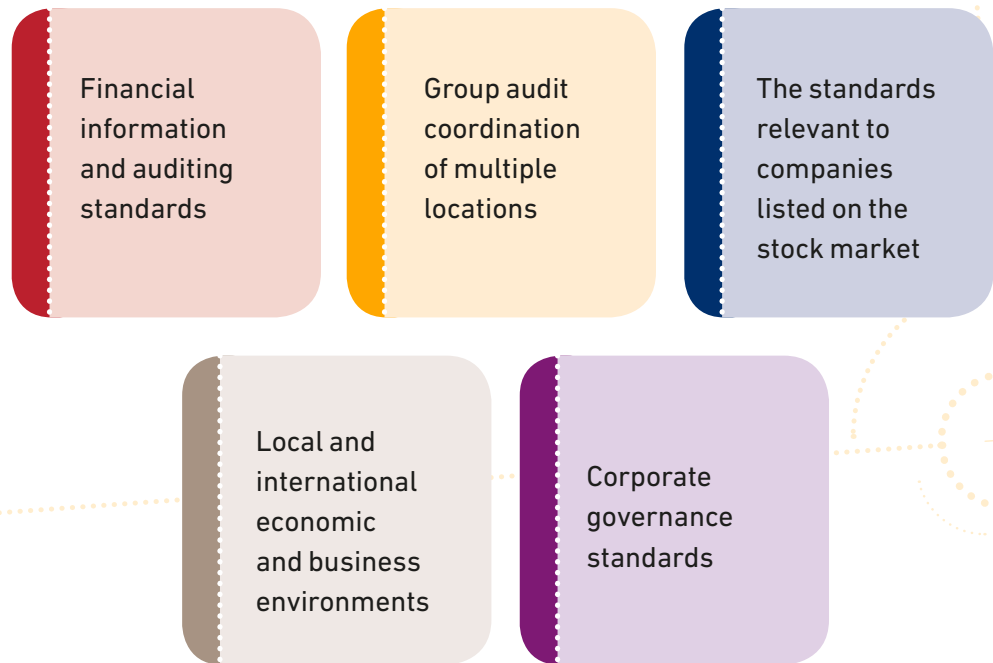 Financial
information
and auditing
standards
Group audit
coordination
of multiple
locations
The standards
relevant to
companies
listed on the
stock market
Local and
international
economic
and business
environments
Corporate
governance
standards